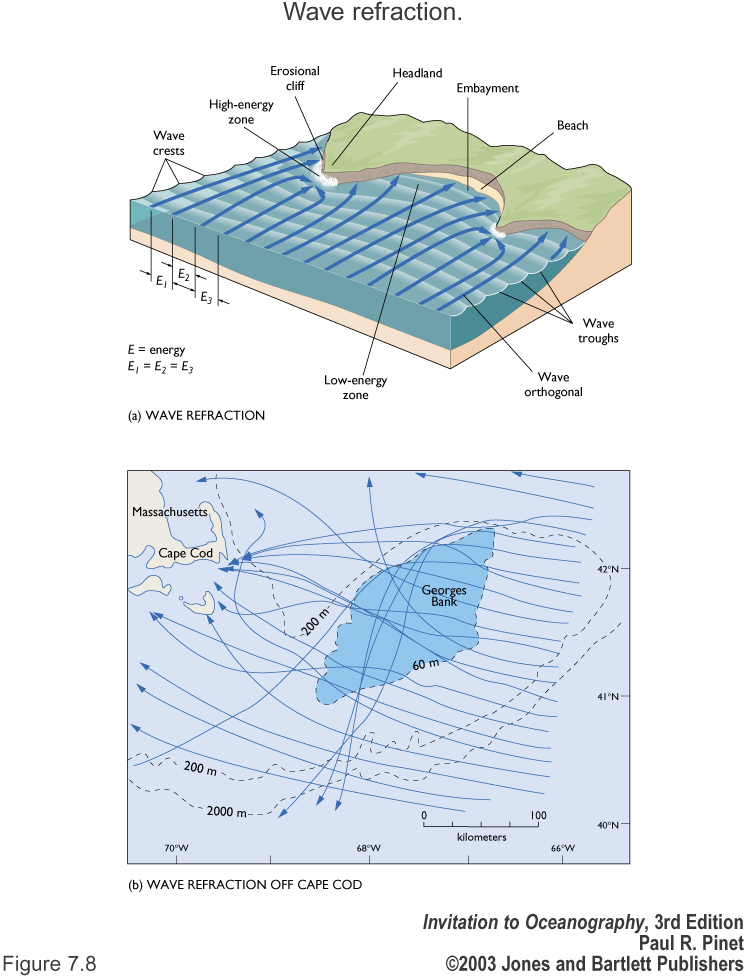 Wave refraction.
Erosional
cliff
Headland
High-energy
zone
Embayment
Beach
Wave
crests
E1
E2
E3
E = energy
E1 = E2 = E3
Low-energy
zone
Wave
orthogonal
Wave
troughs
(a) WAVE REFRACTION
Massachusetts
Cape Cod
Georges
Bank
200 m
60 m
200 m
2000 m
42°N
41°N
40°N
0
100
kilometers
70°W
68°W
66°W
(b) WAVE REFRACTION OFF CAPE COD
Invitation to Oceanography, 3rd Edition
Paul R. Pinet
Figure 7.8
©2003 Jones and Bartlett Publishers